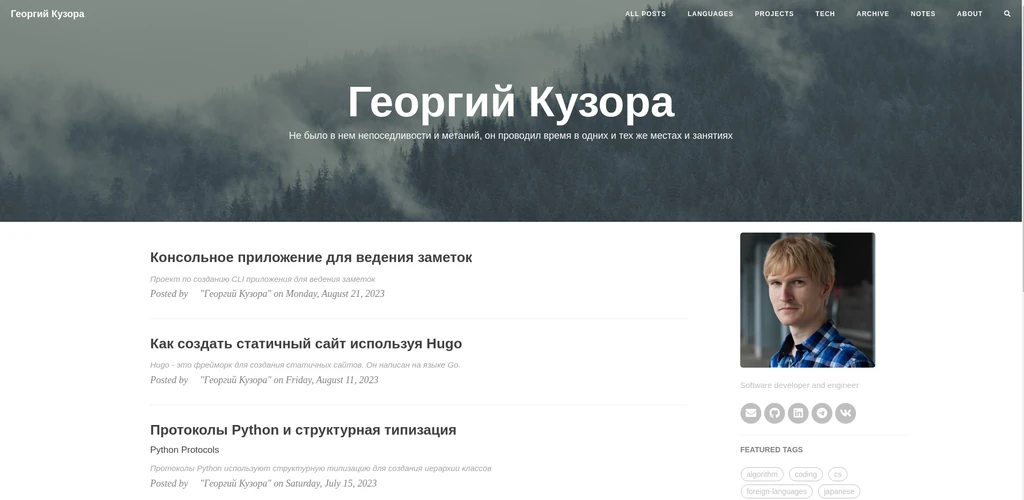 Георгий Кузора
ALL POSTS LANGUAGES PROJECTS TECH ARCHIVE NOTES ABOUT
Георгий Кузора
Не было в нем непоседливости и метаний, он проводил время в одних и тех же местах и занятиях
Консольное приложение для ведения заметок
Проект по созданию CLI приложения для ведения заметок
Posted by "Георгий Кузора" on Monday, August 21, 2023
Как создать статичный сайт используя Hugo
Hugo - это фреймворк для создания статичных сайтов. Он написан на языке Go.
Posted by "Георгий Кузора" on Friday, August 11, 2023
Протоколы Python и структурная типизация
Python Protocols
Протоколы Python используют структурную типизацию для создания иерархии классов
Posted by "Георгий Кузора" on Saturday, July 15, 2023
Software developer and engineer
FEATURED TAGS
algorithm coding cs
foreign-languages japanese